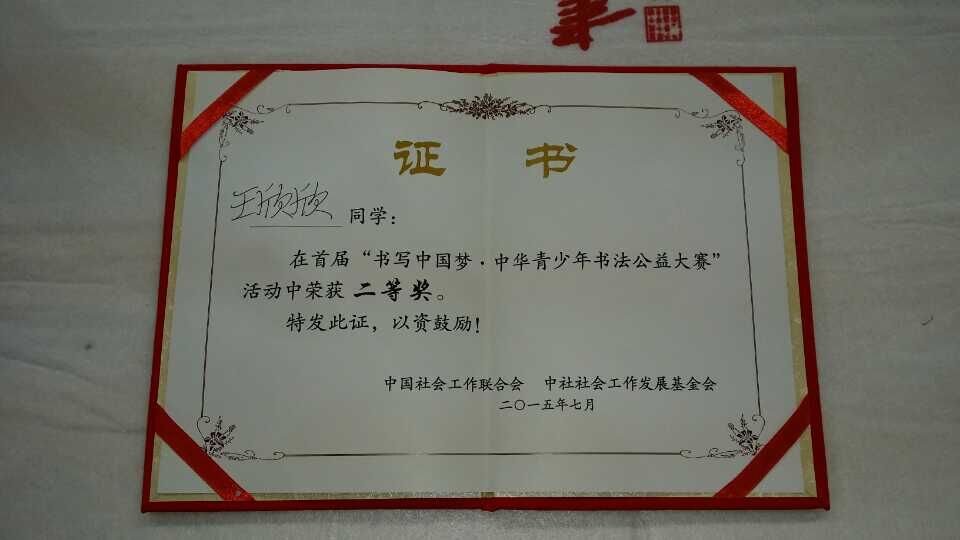 证 书
王欣欣 同学：
在首届“书写中国梦·中华青少年书法公益大赛”
活动中荣获 二等奖。
特发此证，以资鼓励！
中国社会工作联合会 中社社会工作发展基金会
二〇一五年七月